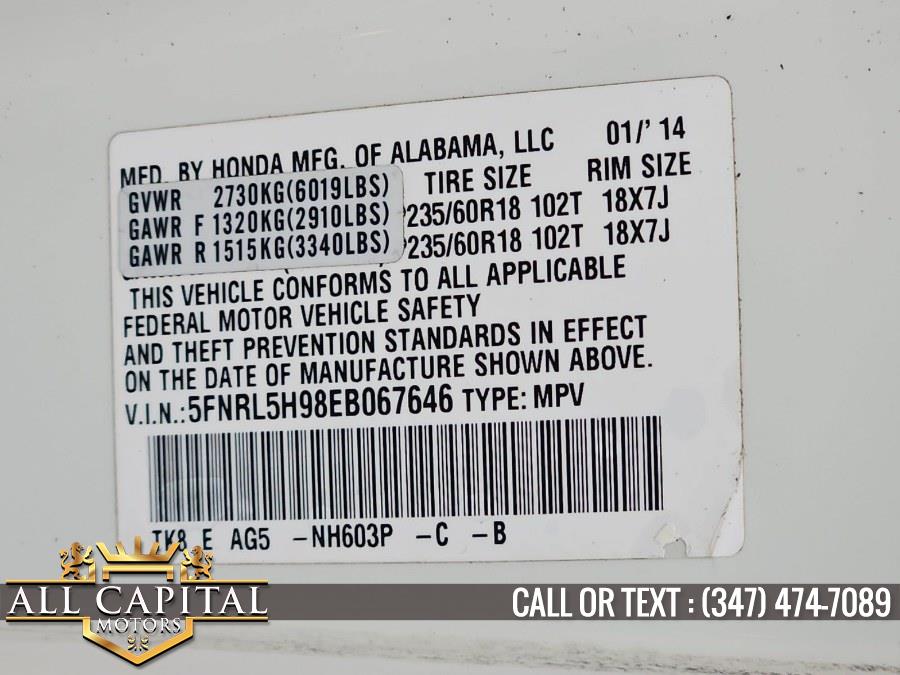 MFD. BY HONDA MFG. OF ALABAMA, LLC 01/' 14
TIRE SIZE RIM SIZE
GVWR 2730KG(6019LBS)
GAWR F 1320KG(2910LBS) P235/60R18 102T 18X7J
GAWR R 1515KG(3340LBS) P235/60R18 102T 18X7J
THIS VEHICLE CONFORMS TO ALL APPLICABLE
FEDERAL MOTOR VEHICLE SAFETY
AND THEFT PREVENTION STANDARDS IN EFFECT
ON THE DATE OF MANUFACTURE SHOWN ABOVE.
V.I.N.: 5FNRL5H98EB067646 TYPE: MPV
TK8 E AG5 -NH603P -C -B
ALL CAPITAL
MOTORS
CALL OR TEXT : (347) 474-7089